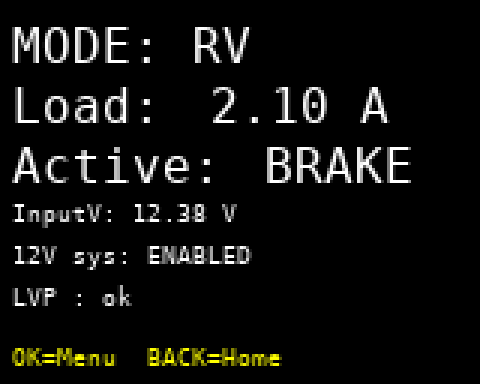 MODE: RV
Load:  2.10 A
Active:  BRAKE
InputV: 12.38 V
12V sys: ENABLED
LVP : ok
OK=Menu  BACK=Home